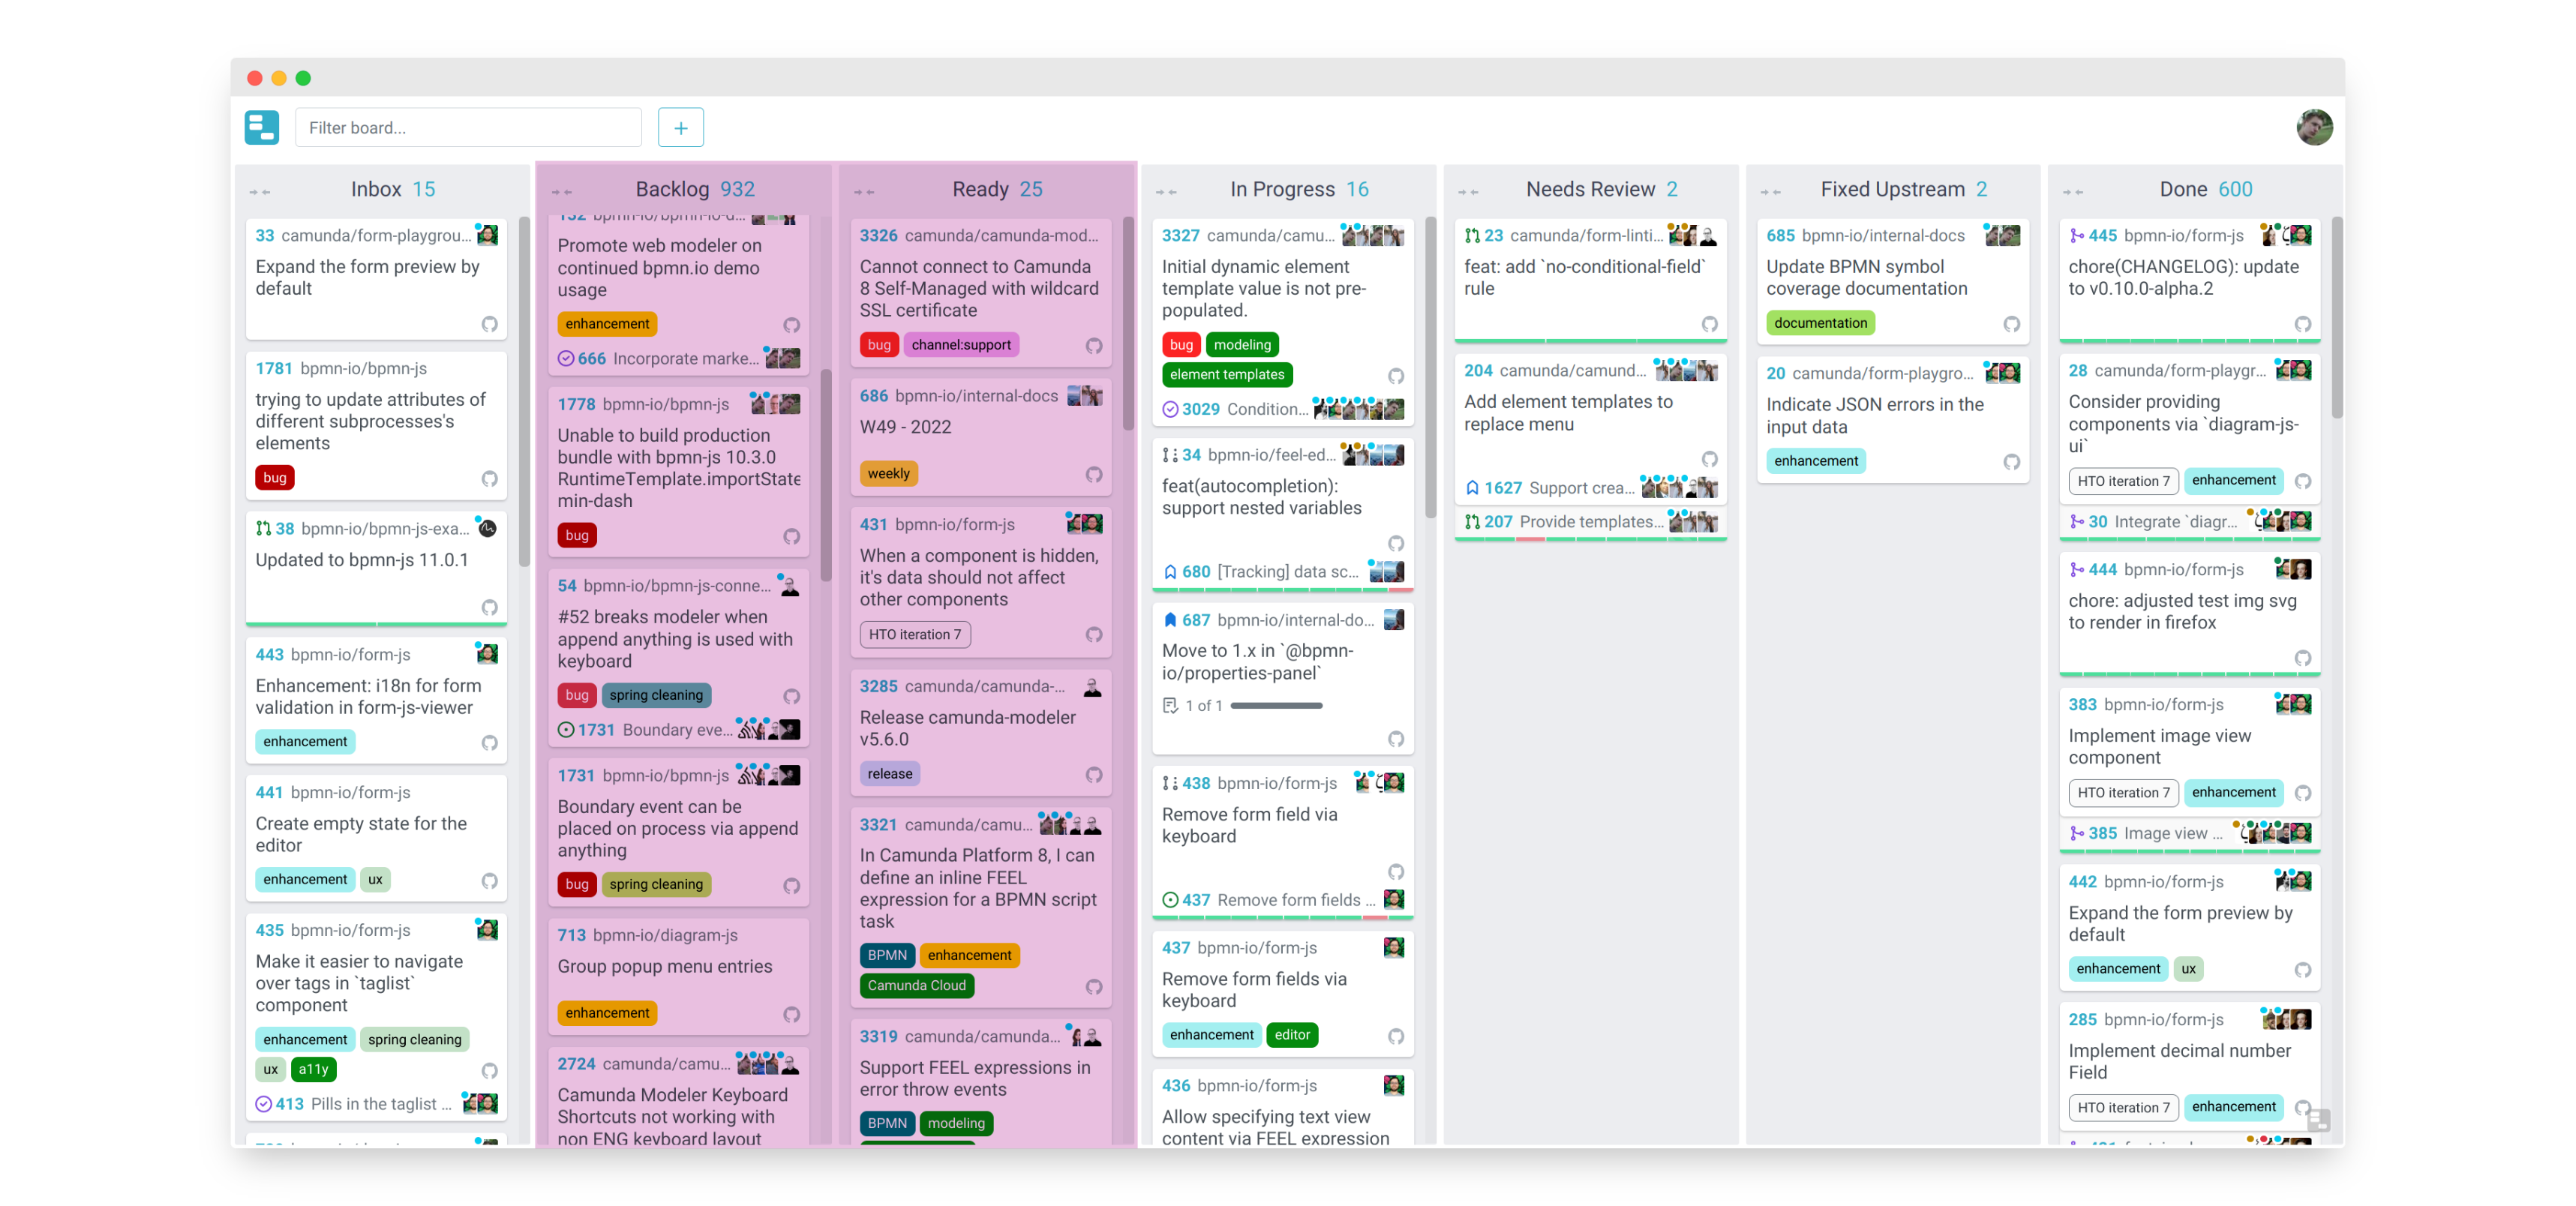 Filter board...
+
Inbox 15
33 camunda/form-playgrou...
Expand the form preview by
default
1781 bpmn-io/bpmn-js
trying to update attributes of
different subprocesses's
elements
bug
38 bpmn-io/bpmn-js-exa...
Updated to bpmn-js 11.0.1
443 bpmn-io/form-js
Enhancement: i18n for form
validation in form-js-viewer
enhancement
441 bpmn-io/form-js
Create empty state for the
editor
enhancement ux
435 bpmn-io/form-js
Make it easier to navigate
over tags in `taglist`
component
enhancement spring cleaning
ux a11y
413 Pills in the taglist ...
Backlog 932
132 bpmn-io/bpmn-io-d...
Promote web modeler on
continued bpmn.io demo
usage
enhancement
666 Incorporate marke...
1778 bpmn-io/bpmn-js
Unable to build production
bundle with bpmn-js 10.3.0
RuntimeTemplate.importState
min-dash
bug
54 bpmn-io/bpmn-js-conne...
#52 breaks modeler when
append anything is used with
keyboard
bug spring cleaning
1731 Boundary eve...
1731 bpmn-io/bpmn-js
Boundary event can be
placed on process via append
anything
bug spring cleaning
713 bpmn-io/diagram-js
Group popup menu entries
enhancement
2724 camunda/camu...
Camunda Modeler Keyboard
Shortcuts not working with
non ENG keyboard layout
Ready 25
3326 camunda/camunda-mod...
Cannot connect to Camunda
8 Self-Managed with wildcard
SSL certificate
bug channel:support
686 bpmn-io/internal-docs
W49 - 2022
weekly
431 bpmn-io/form-js
When a component is hidden,
it's data should not affect
other components
HTO iteration 7
3285 camunda/camunda-...
Release camunda-modeler
v5.6.0
release
3321 camunda/camu...
In Camunda Platform 8, I can
define an inline FEEL
expression for a BPMN script
task
BPMN enhancement
Camunda Cloud
3319 camunda/camunda...
Support FEEL expressions in
error throw events
BPMN modeling
In Progress 16
3327 camunda/camu...
Initial dynamic element
template value is not pre-
populated.
bug modeling
element templates
3029 Condition...
34 bpmn-io/feel-ed...
feat(autocompletion):
support nested variables
680 [Tracking] data sc...
687 bpmn-io/internal-do...
Move to 1.x in `@bpmn-
io/properties-panel`
1 of 1
438 bpmn-io/form-js
Remove form field via
keyboard
437 Remove form fields ...
437 bpmn-io/form-js
Remove form fields via
keyboard
enhancement editor
436 bpmn-io/form-js
Allow specifying text view
content via FEEL expression
Needs Review 2
23 camunda/form-linti...
feat: add `no-conditional-field`
rule
204 camunda/camund...
Add element templates to
replace menu
1627 Support crea...
207 Provide templates...
Fixed Upstream 2
685 bpmn-io/internal-docs
Update BPMN symbol
coverage documentation
documentation
20 camunda/form-playgro...
Indicate JSON errors in the
input data
enhancement
Done 600
445 bpmn-io/form-js
chore(CHANGELOG): update
to v0.10.0-alpha.2
28 camunda/form-playgr...
Consider providing
components via `diagram-js-
ui`
HTO iteration 7 enhancement
30 Integrate `diagr...
444 bpmn-io/form-js
chore: adjusted test img svg
to render in firefox
383 bpmn-io/form-js
Implement image view
component
HTO iteration 7 enhancement
385 Image view ...
442 bpmn-io/form-js
Expand the form preview by
default
enhancement ux
285 bpmn-io/form-js
Implement decimal number
Field
HTO iteration 7 enhancement